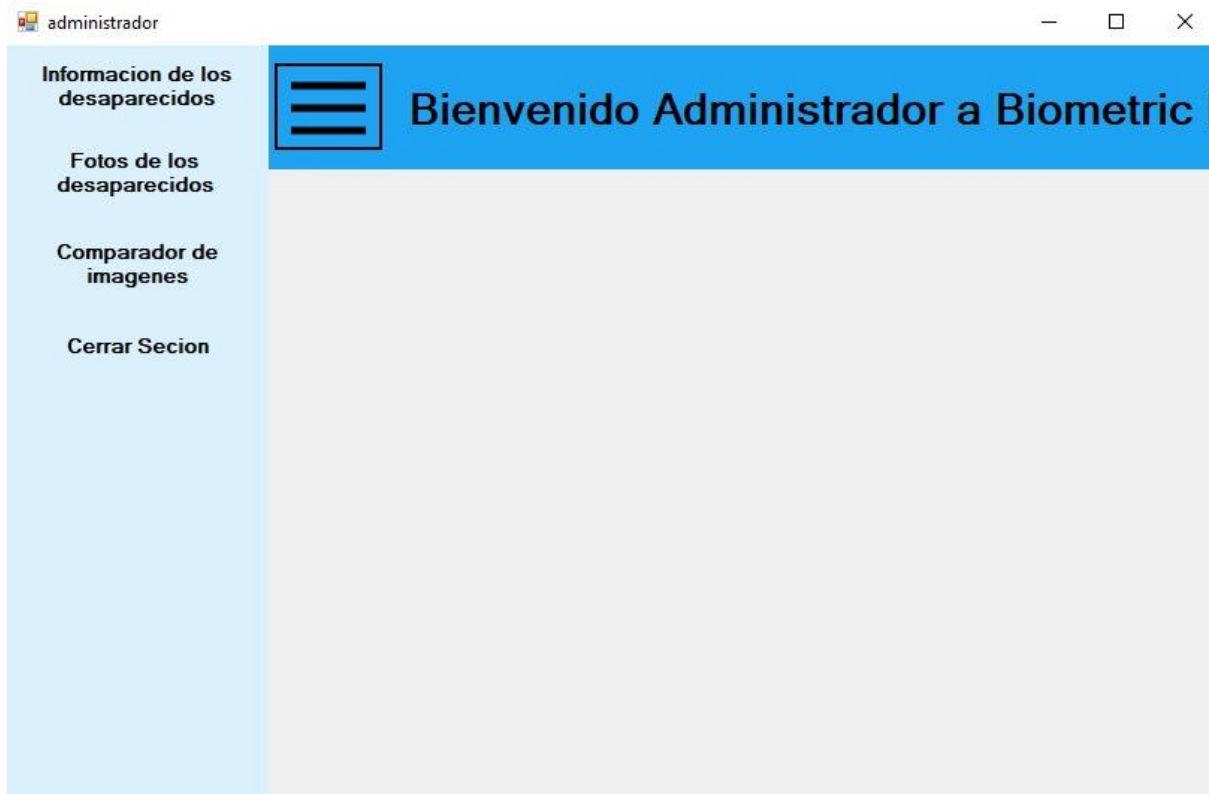 administrador
Informacion de los
desaparecidos
Fotos de los
desaparecidos
Comparador de
imagenes
Cerrar Secion
Bienvenido Administrador a Biometric